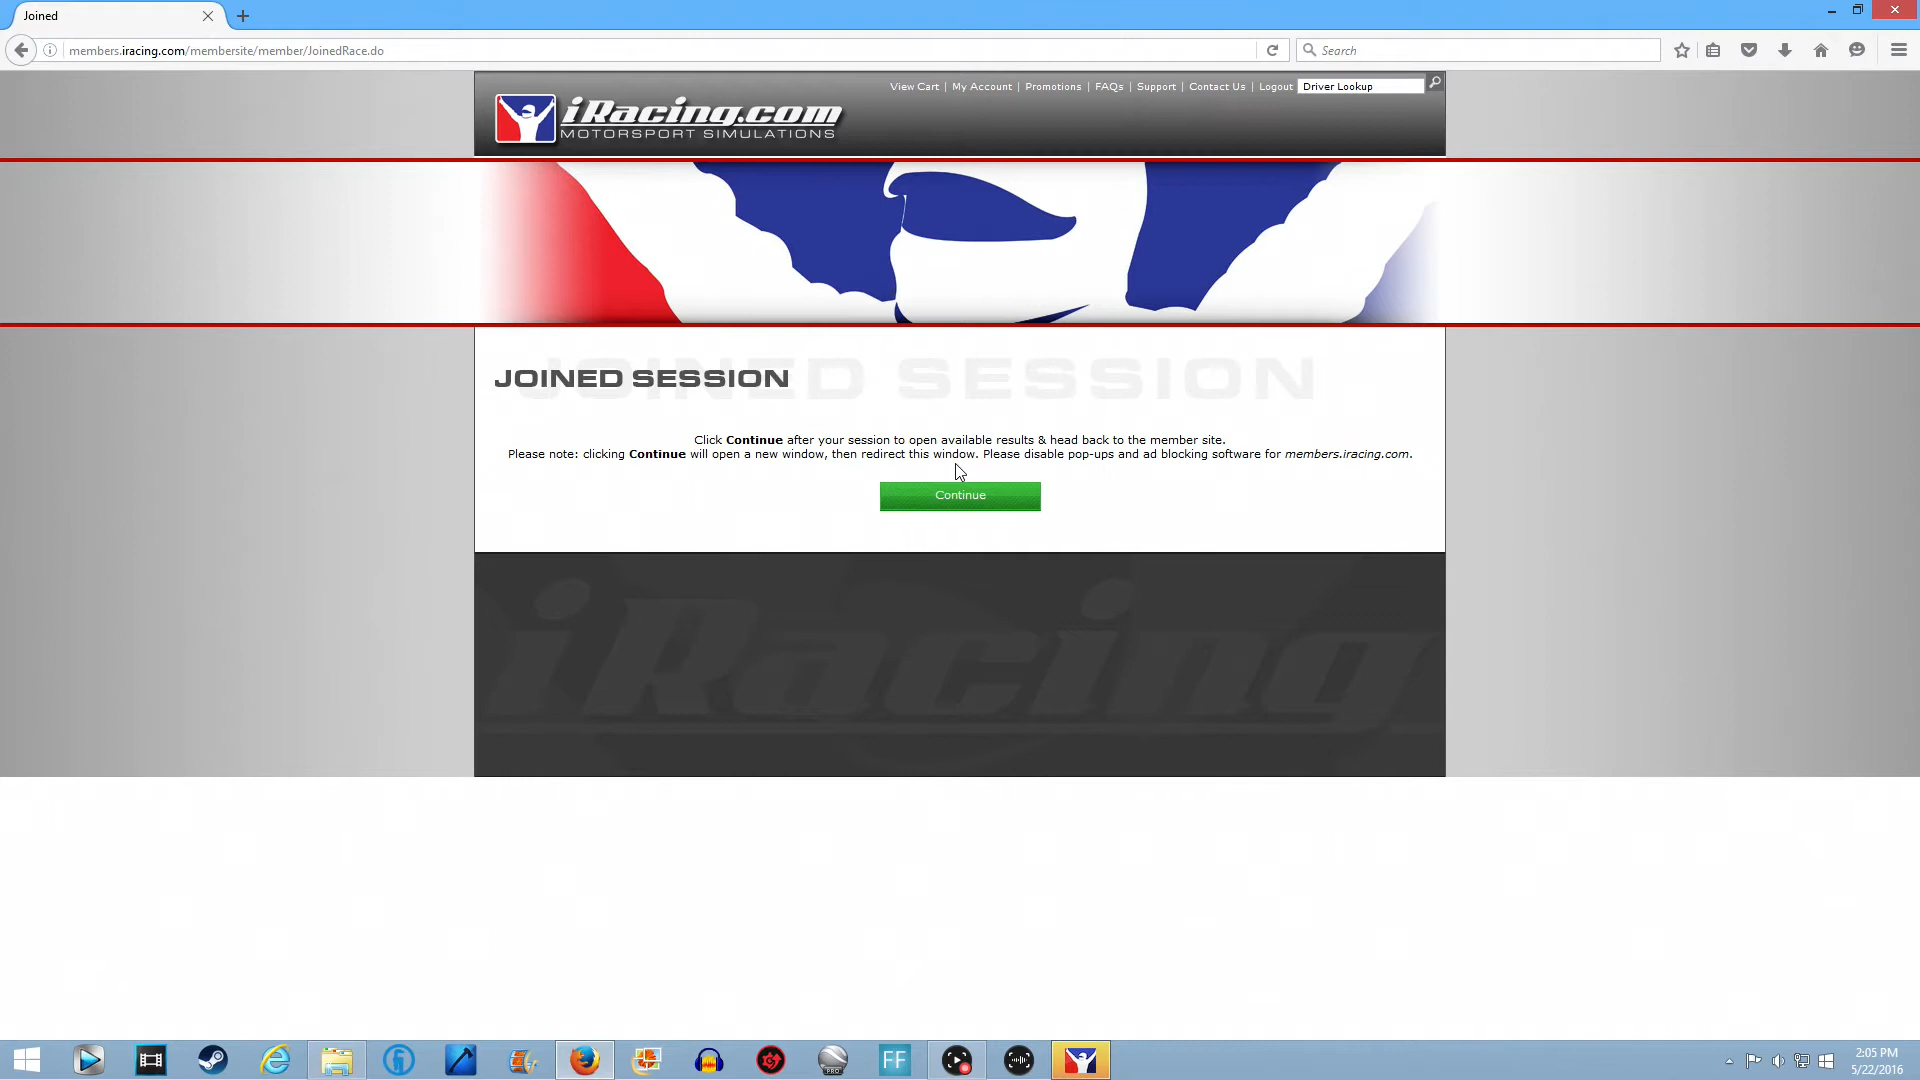 Joined
members.iracing.com/membersite/member/JoinedRace.do
Search
View Cart | My Account | Promotions | FAQs | Support | Contact Us | Logout
Driver Lookup
iRacing.com
MOTORSPORT SIMULATIONS
JOINED SESSION
JOINED SESSION
Click Continue after your session to open available results & head back to the member site.
Please note: clicking Continue will open a new window, then redirect this window. Please disable pop-ups and ad blocking software for members.iracing.com.
Continue
iRacing
PRO
FF
2:05 PM
5/22/2016